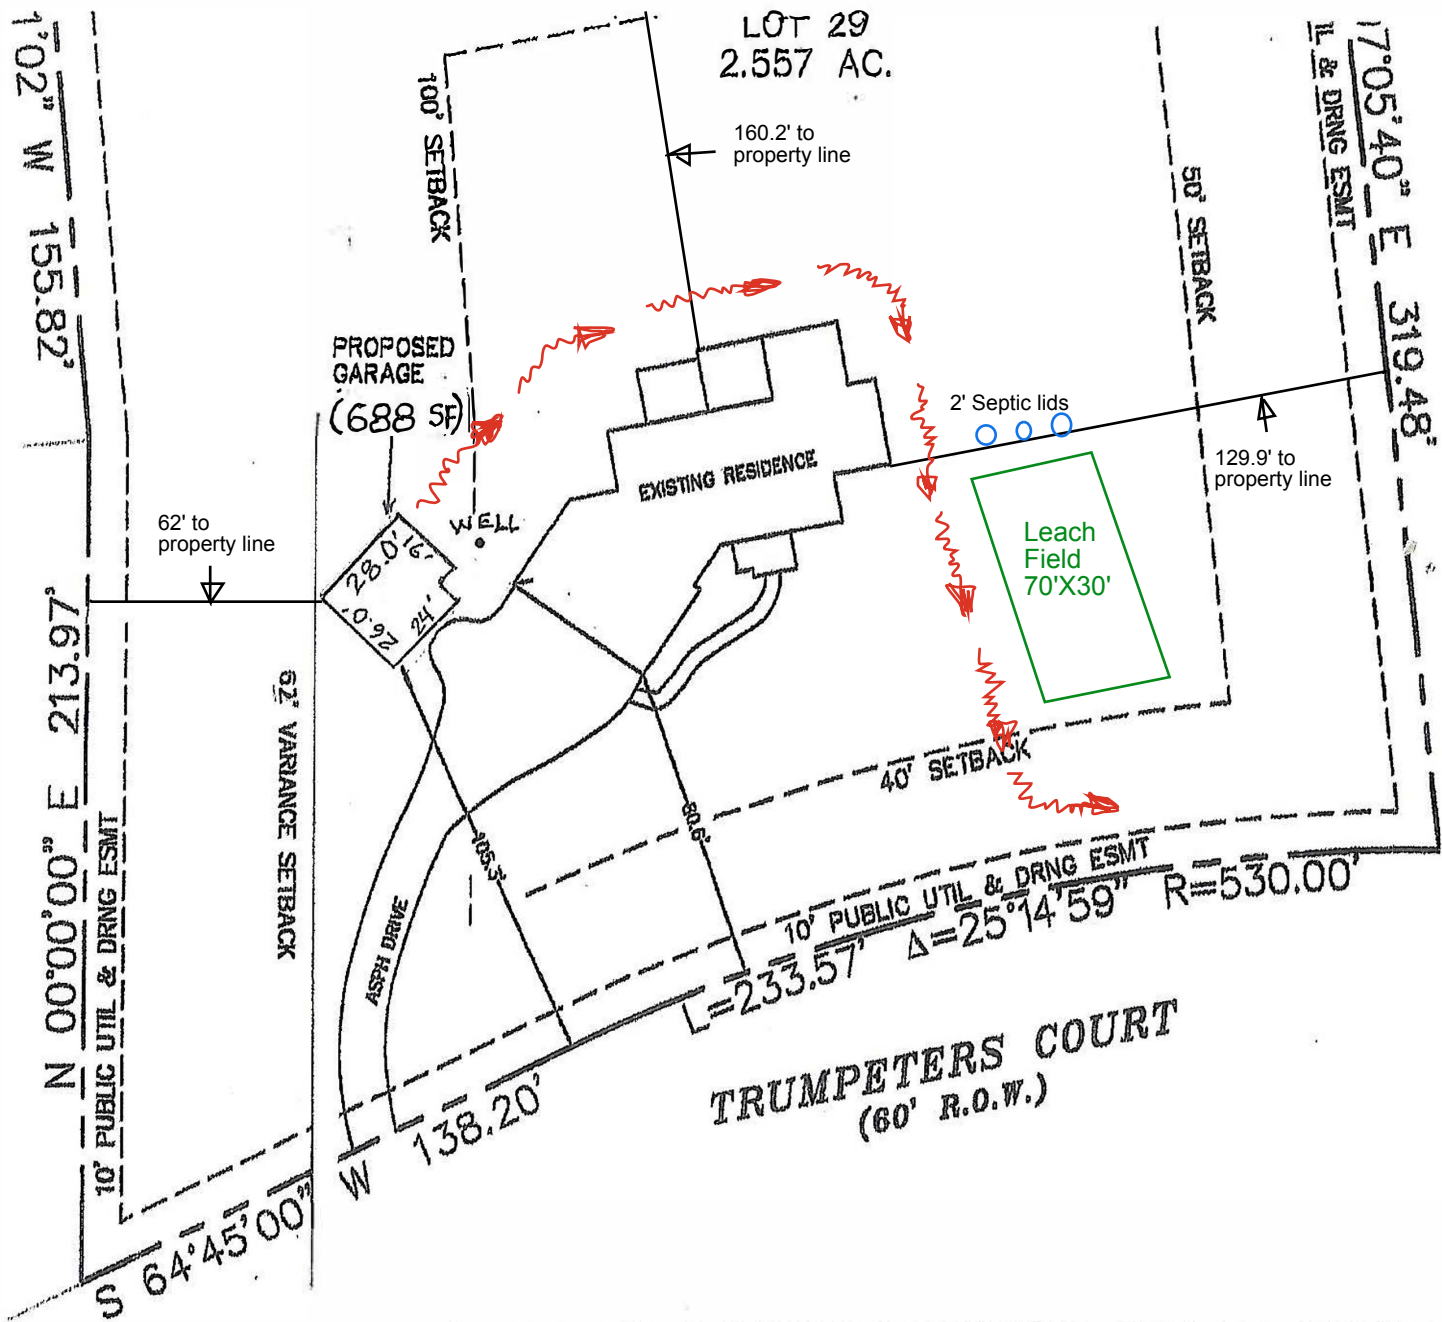 LOT 29
2.557 AC.
1°02" W 155.82'
100' SETBACK
160.2' to
property line
17°05'40" E 319.48'
IL & DRNG ESMT
50' SETBACK
PROPOSED
GARAGE
(688 SF)
2' Septic lids
129.9' to
property line
EXISTING RESIDENCE
WELL
62' to
property line
28.0'
16'
26.0'
24'
Leach
Field
70'X30'
N 00°00'00" E 213.97'
10' PUBLIC UTIL & DRNG ESMT
62' VARIANCE SETBACK
40' SETBACK
105.3'
80.6'
ASPH DRIVE
10' PUBLIC UTIL & DRNG ESMT
L=233.57' Δ=25°14'59" R=530.00'
S 64°45'00" W 138.20'
TRUMPETERS COURT
(60' R.O.W.)